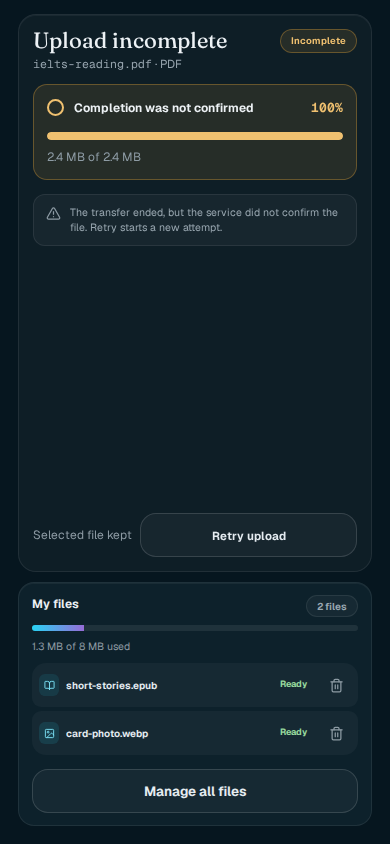 Upload incomplete
Incomplete
ielts-reading.pdf · PDF
Completion was not confirmed
100%
2.4 MB of 2.4 MB
The transfer ended, but the service did not confirm the
file. Retry starts a new attempt.
Selected file kept
Retry upload
My files
2 files
1.3 MB of 8 MB used
short-stories.epub
Ready
card-photo.webp
Ready
Manage all files